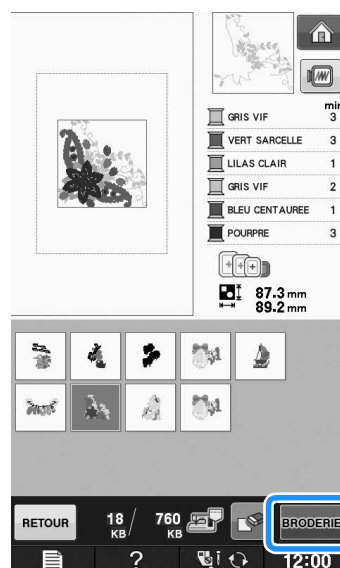 min
GRIS VIF 3
VERT SARCELLE 3
LILAS CLAIR 1
GRIS VIF 2
BLEU CENTAUREE 1
POURPRE 3
87.3 mm
89.2 mm
RETOUR
18 / 760
KB KB
BRODERIE
?
12:00